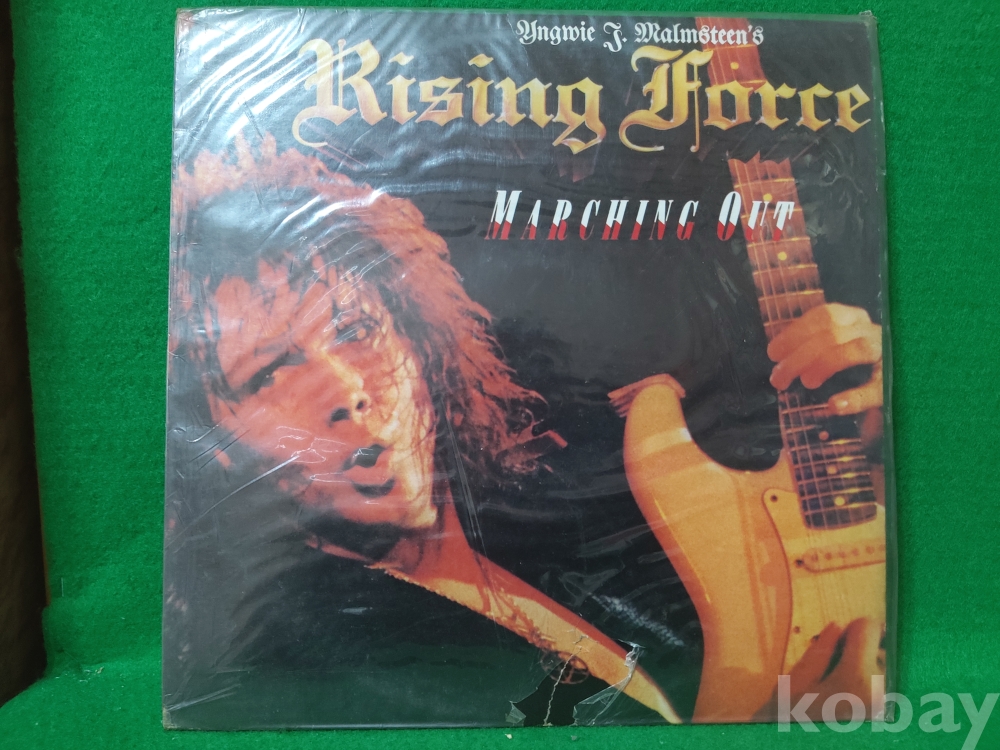 Yngwie J. Malmsteen's
Rising Force
MARCHING OUT
kobay